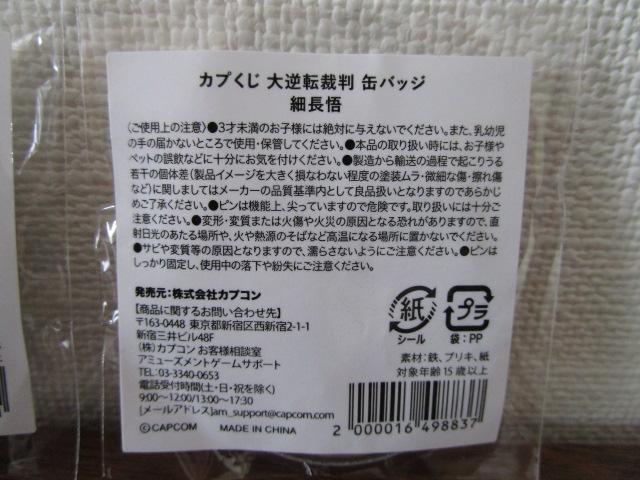 カプくじ 大逆転裁判 缶バッジ
細長悟
〈ご使用上の注意〉●3才未満のお子様には絶対に与えないでください。また、乳幼児
の手の届かないところで使用・保管してください。●本品の取り扱い時には、お子様や
ペットの誤飲などに十分にお気を付けください。●製造から輸送の過程で起こりうる
若干の個体差(製品イメージを大きく損なわない程度の塗装ムラ・微細な傷・擦れ傷
など)に関しましてはメーカーの品質基準内として良品扱いとなりますのであらかじ
めご了承ください。●ピンは機能上、尖っていますので危険です。取り扱いには十分ご
注意ください。●変形・変質または火傷や火災の原因となる恐れがありますので、直
射日光のあたる場所や、火や熱源のそばなど高温になる場所に置かないでください。
●サビや変質等の原因となりますので、濡らさないようにご注意ください。●ピンは
しっかり固定し、使用中の落下や紛失にご注意ください。
発売元:株式会社カプコン
【商品に関するお問い合わせ先】
〒163-0448 東京都新宿区西新宿2-1-1
新宿三井ビル48F
(株)カプコン お客様相談室
アミューズメントゲームサポート
TEL:03-3340-0653
電話受付時間(土・日・祝を除く)
9:00〜12:00/13:00〜17:30
[メールアドレス]am_support@capcom.com
©CAPCOM MADE IN CHINA
紙
シール
プラ
袋:PP
素材:鉄、ブリキ、紙
対象年齢15歳以上
2 000016 498837